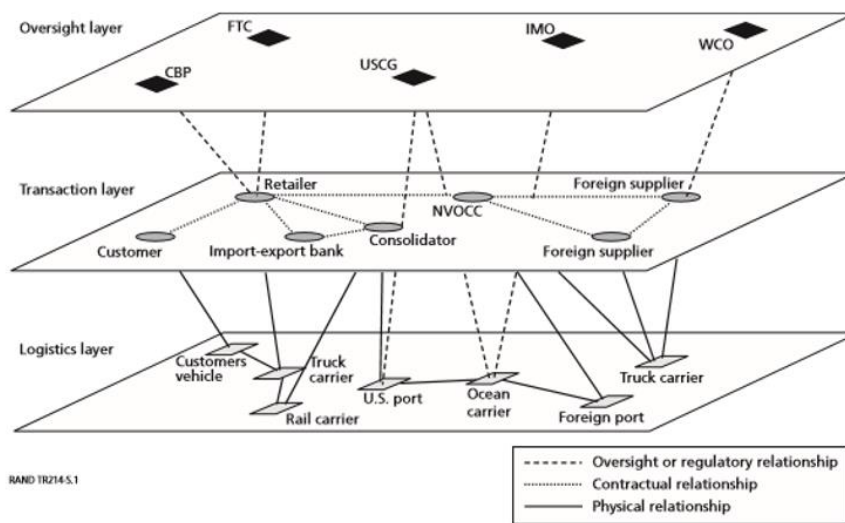 Oversight layer
FTC
IMO
WCO
CBP
USCG
Transaction layer
Retailer
NVOCC
Foreign supplier
Customer
Import-export bank
Consolidator
Foreign supplier
Logistics layer
Customers
vehicle
Truck
carrier
Rail carrier
U.S. port
Ocean
carrier
Foreign port
Truck carrier
RAND TR214-S.1
Oversight or regulatory relationship
Contractual relationship
Physical relationship